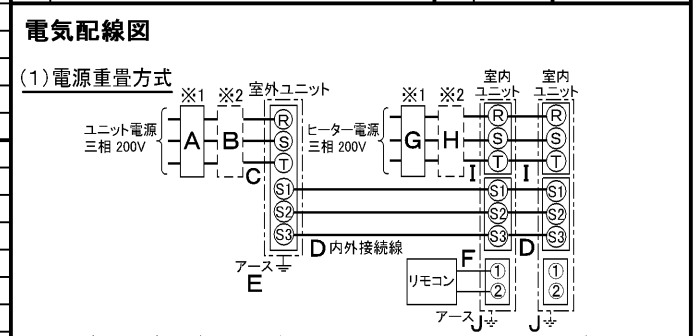 電気配線図
(1)電源重畳方式
※1 ※2 室外ユニット
ユニット電源
三相 200V
A B C
R
S
T
S1
S2
S3
アース
E
D 内外接続線
※1 ※2
ヒーター電源
三相 200V
G H
室内
ユニット
室内
ユニット
R R
S S
T T
I I
S1 S1
S2 S2
S3 S3
D
F
リモコン
① ①
② ②
アース J J